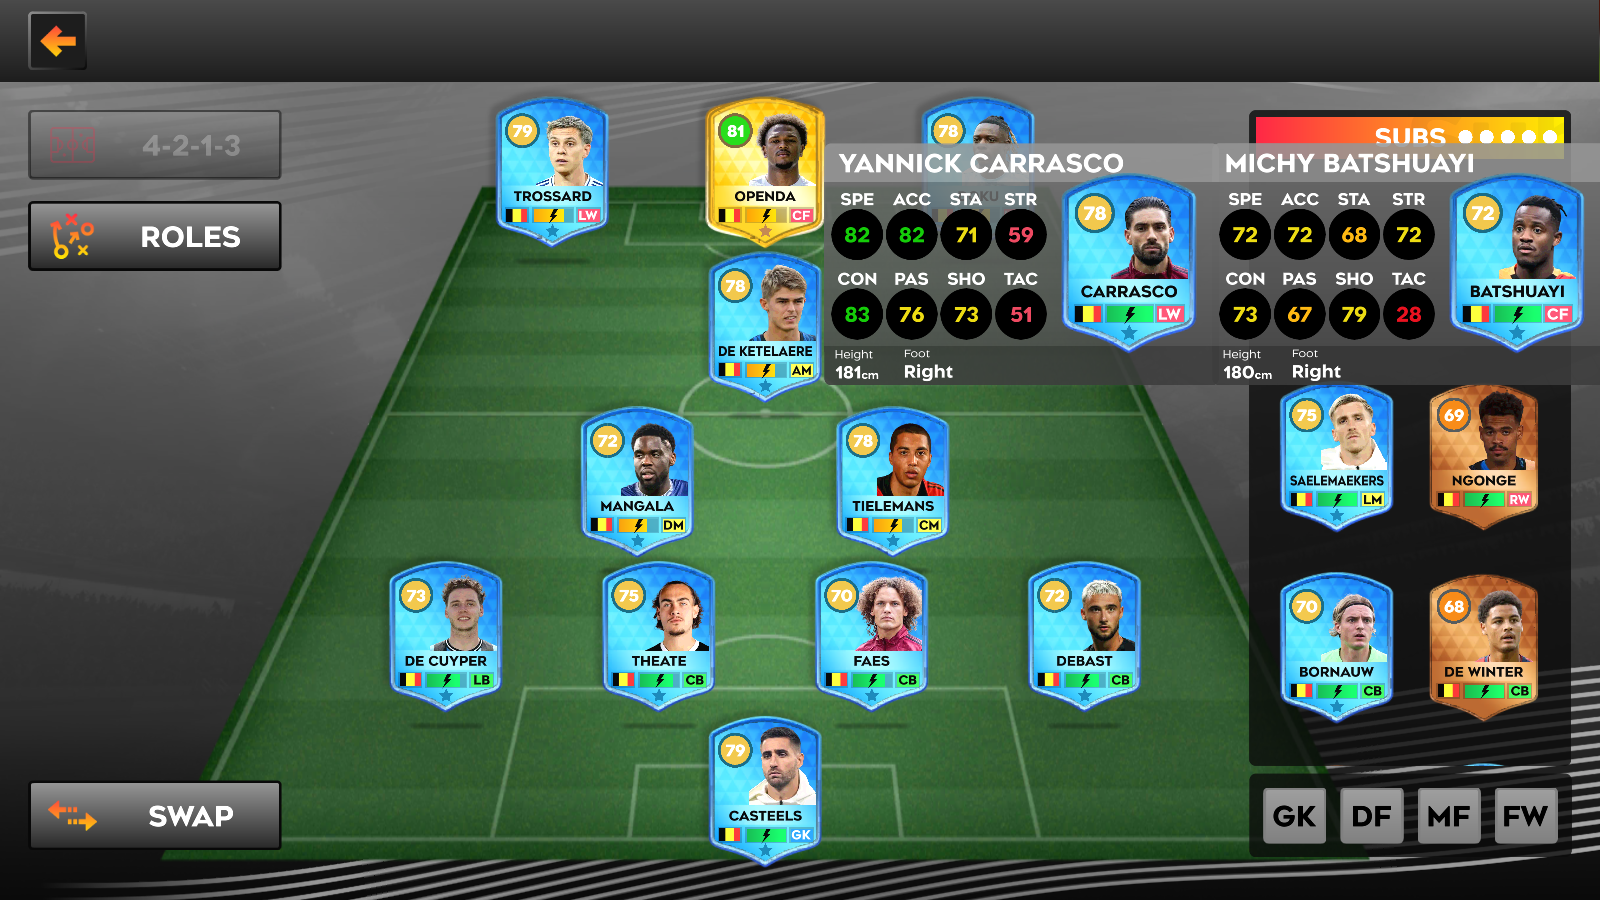 4-2-1-3
ROLES
SWAP
79
TROSSARD
LW
81
OPENDA
CF
78
78
DE KETELAERE
AM
72
MANGALA
DM
78
TIELEMANS
CM
73
DE CUYPER
LB
75
THEATE
CB
70
FAES
CB
72
DEBAST
CB
79
CASTEELS
GK
SUBS
YANNICK CARRASCO
SPE ACC STA STR
82 82 71 59
CON PAS SHO TAC
83 76 73 51
Height Foot
181cm Right
78
CARRASCO
LW
MICHY BATSHUAYI
SPE ACC STA STR
72 72 68 72
CON PAS SHO TAC
73 67 79 28
Height Foot
180cm Right
72
BATSHUAYI
CF
75
SAELEMAEKERS
LM
69
NGONGE
RW
70
BORNAUW
CB
68
DE WINTER
CB
GK DF MF FW